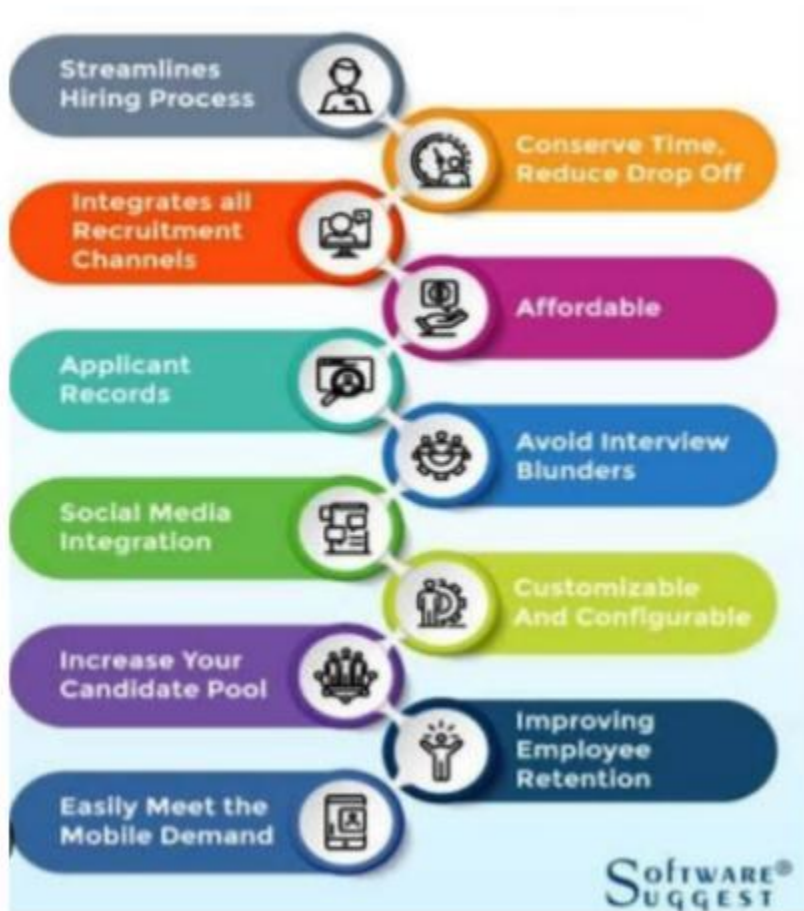 Streamlines
Hiring Process
Conserve Time,
Reduce Drop Off
Integrates all
Recruitment
Channels
Affordable
Applicant
Records
Avoid Interview
Blunders
Social Media
Integration
Customizable
And Configurable
Increase Your
Candidate Pool
Improving
Employee
Retention
Easily Meet the
Mobile Demand
SOFTWARE®
SUGGEST